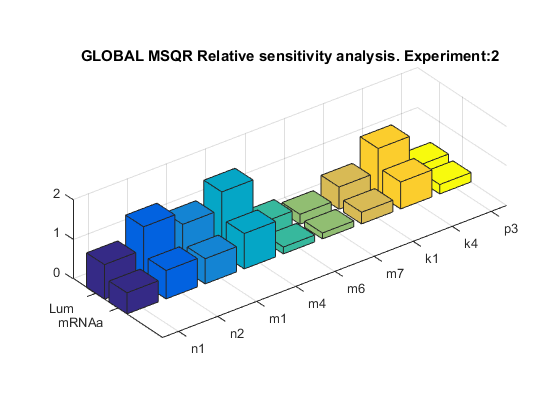 GLOBAL MSQR Relative sensitivity analysis. Experiment:2
2
1
0
Lum
mRNAa
n1
n2
m1
m4
m6
m7
k1
k4
p3